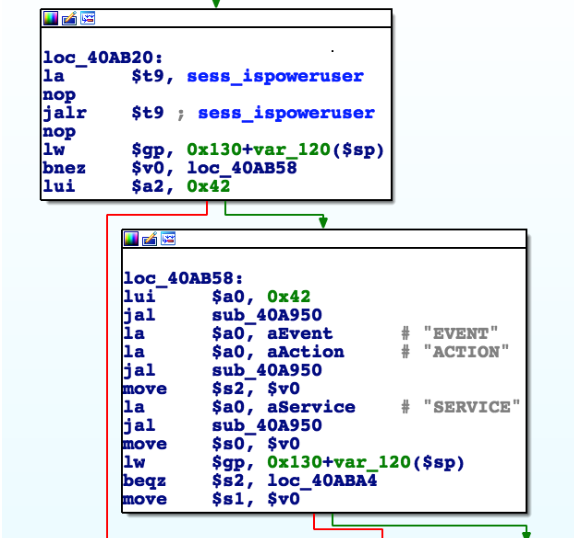 loc_40AB20:
la $t9, sess_ispoweruser
nop
jalr $t9 ; sess_ispoweruser
nop
lw $gp, 0x130+var_120($sp)
bnez $v0, loc_40AB58
lui $a2, 0x42
loc_40AB58:
lui $a0, 0x42
jal sub_40A950
la $a0, aEvent # "EVENT"
la $a0, aAction # "ACTION"
jal sub_40A950
move $s2, $v0
la $a0, aService # "SERVICE"
jal sub_40A950
move $s0, $v0
lw $gp, 0x130+var_120($sp)
beqz $s2, loc_40ABA4
move $s1, $v0